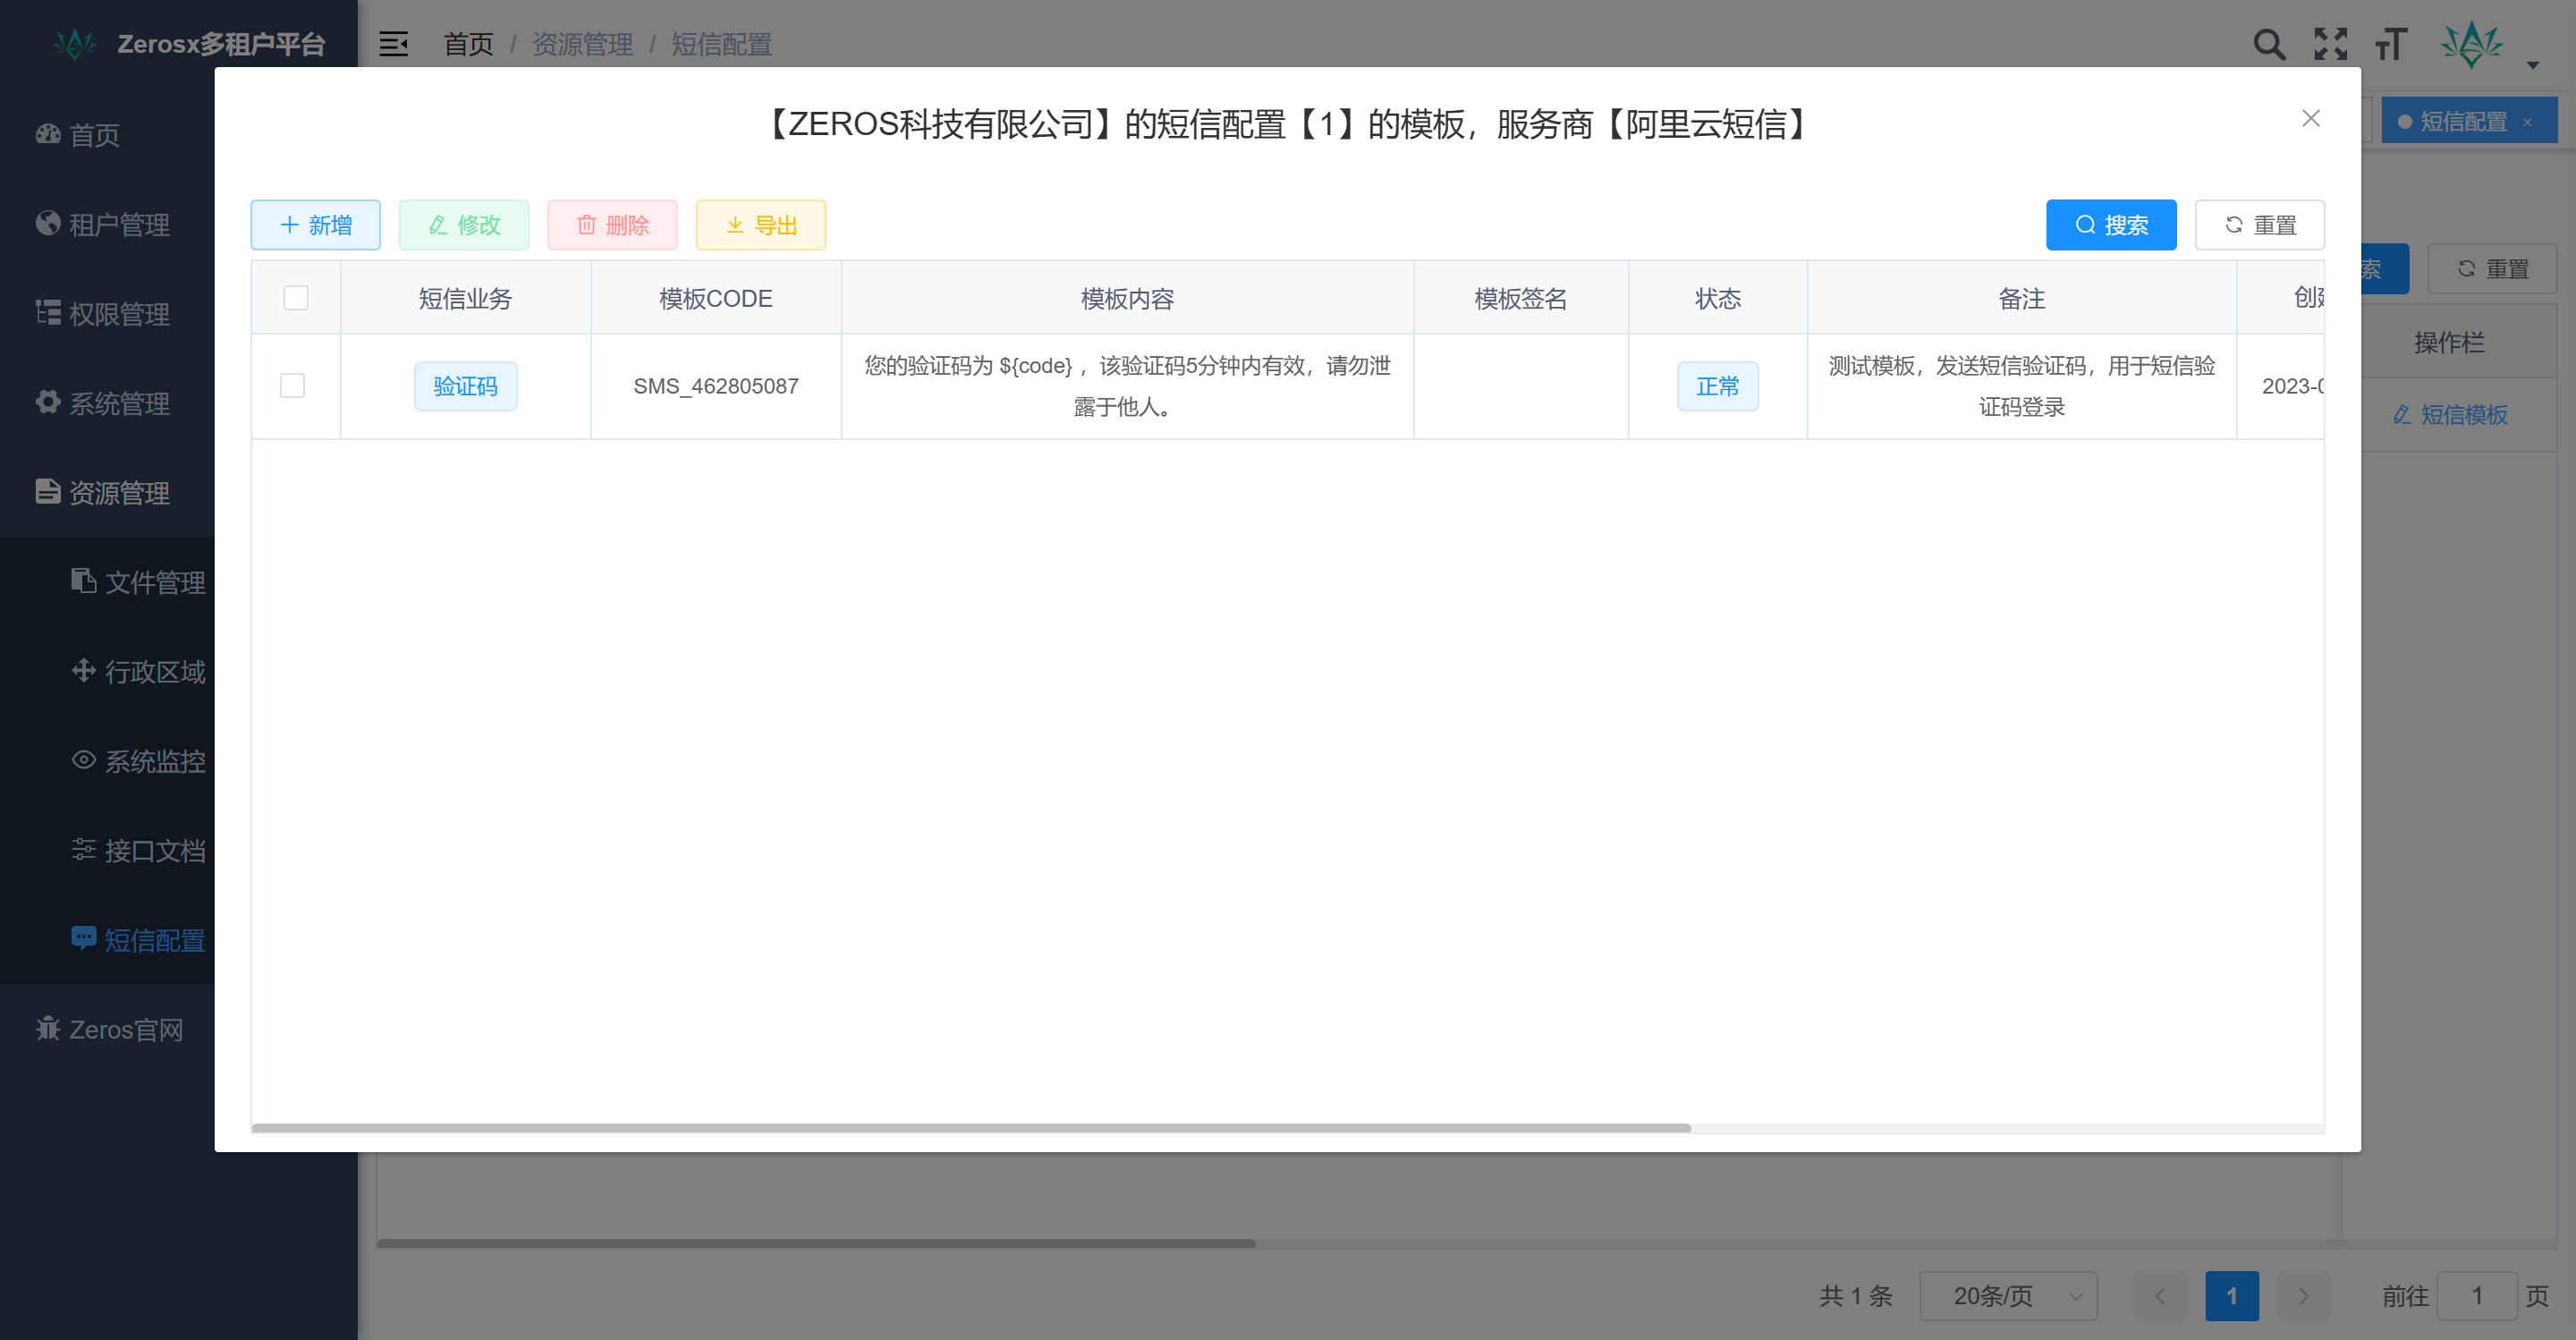 Zerosx多租户平台
首页 / 资源管理 / 短信配置
短信配置 ×
首页
租户管理
权限管理
系统管理
资源管理
文件管理
行政区域
系统监控
接口文档
短信配置
Zeros官网
【ZEROS科技有限公司】的短信配置【1】的模板，服务商【阿里云短信】
新增 修改 删除 导出 搜索 重置
短信业务 模板CODE 模板内容 模板签名 状态 备注 创
验证码 SMS_462805087 您的验证码为 ${code} ，该验证码5分钟内有效，请勿泄
露于他人。
正常 测试模板，发送短信验证码，用于短信验
证码登录
2023-0
索 重置
操作栏
短信模板
共 1 条 20条/页 1 前往 1 页